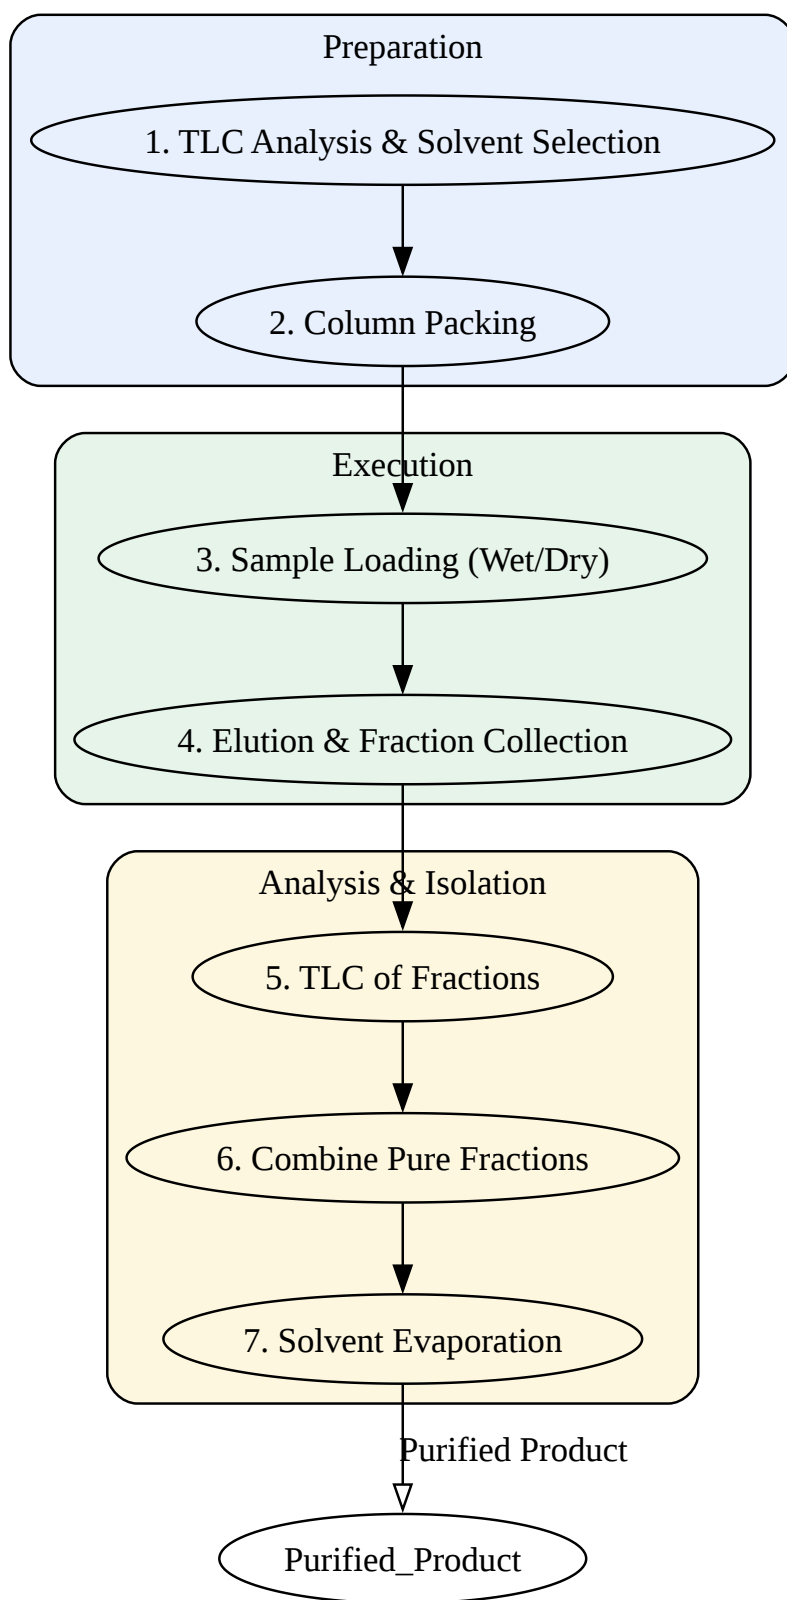 Preparation
1. TLC Analysis & Solvent Selection
2. Column Packing
Execution
3. Sample Loading (Wet/Dry)
4. Elution & Fraction Collection
Analysis & Isolation
5. TLC of Fractions
6. Combine Pure Fractions
7. Solvent Evaporation
Purified Product
Purified_Product